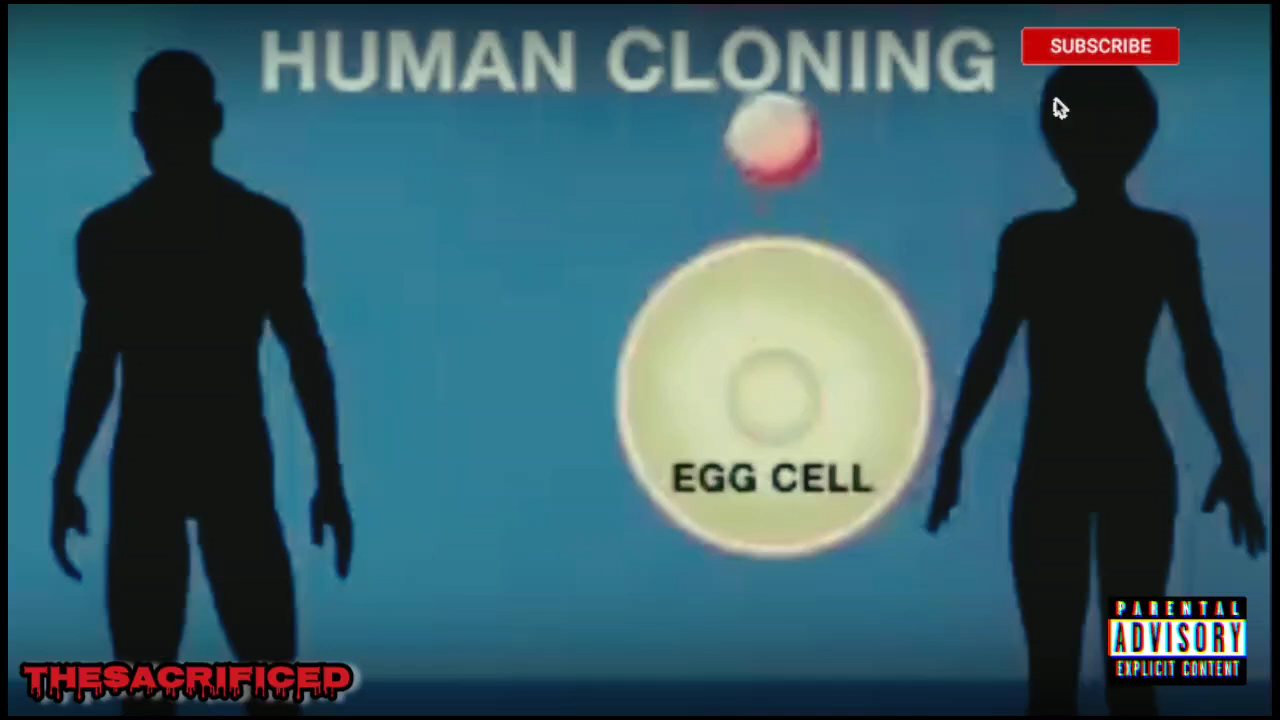 HUMAN CLONING
SUBSCRIBE
EGG CELL
THESACRIFICED
PARENTAL
ADVISORY
EXPLICIT CONTENT